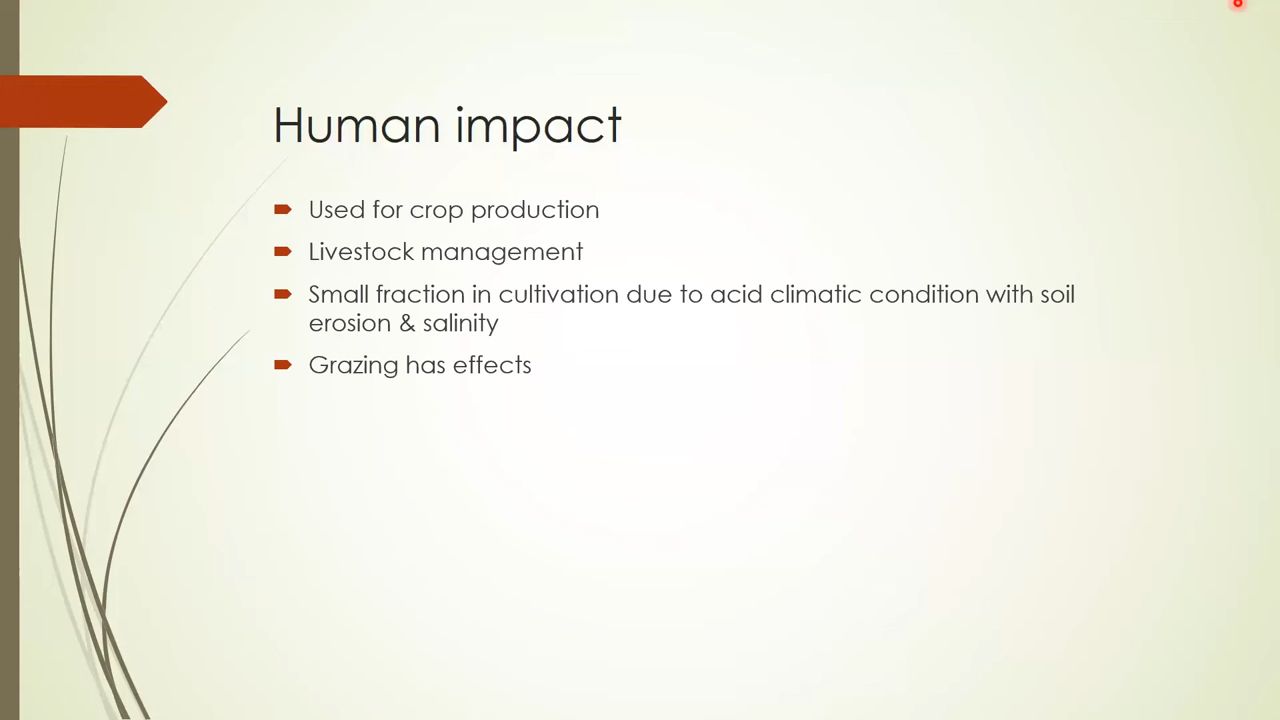 Human impact
Used for crop production
Livestock management
Small fraction in cultivation due to acid climatic condition with soil
erosion & salinity
Grazing has effects